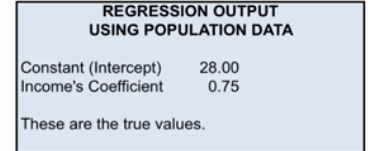 REGRESSION OUTPUT
USING POPULATION DATA
Constant (Intercept) 28.00
Income's Coefficient 0.75
These are the true values.